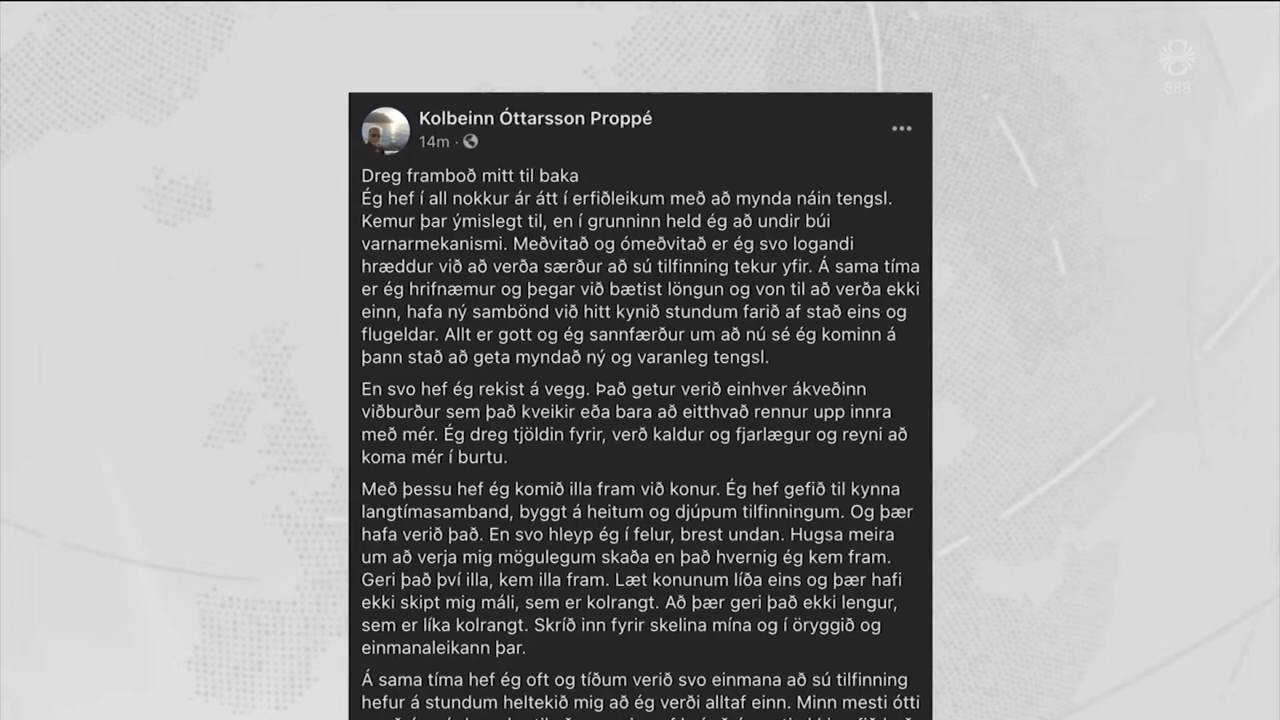 888
Kolbeinn Óttarsson Proppé
14m ·
Dreg framboð mitt til baka
Ég hef í all nokkur ár átt í erfiðleikum með að mynda náin tengsl.
Kemur þar ýmislegt til, en í grunninn held ég að undir búi
varnarmekanismi. Meðvitað og ómeðvitað er ég svo logandi
hræddur við að verða særður að sú tilfinning tekur yfir. Á sama tíma
er ég hrifnæmur og þegar við bætist löngun og von til að verða ekki
einn, hafa ný sambönd við hitt kynið stundum farið af stað eins og
flugeldar. Allt er gott og ég sannfærður um að nú sé ég kominn á
þann stað að geta myndað ný og varanleg tengsl.
En svo hef ég rekist á vegg. Það getur verið einhver ákveðinn
viðburður sem það kveikir eða bara að eitthvað rennur upp innra
með mér. Ég dreg tjöldin fyrir, verð kaldur og fjarlægur og reyni að
koma mér í burtu.
Með þessu hef ég komið illa fram við konur. Ég hef gefið til kynna
langtímasamband, byggt á heitum og djúpum tilfinningum. Og þær
hafa verið það. En svo hleyp ég í felur, brest undan. Hugsa meira
um að verja mig mögulegum skaða en það hvernig ég kem fram.
Geri það því illa, kem illa fram. Læt konunum líða eins og þær hafi
ekki skipt mig máli, sem er kolrangt. Að þær geri það ekki lengur,
sem er líka kolrangt. Skríð inn fyrir skelina mína og í öryggið og
einmanaleikann þar.
Á sama tíma hef ég oft og tíðum verið svo einmana að sú tilfinning
hefur á stundum heltekið mig að ég verði alltaf einn. Minn mesti ótti